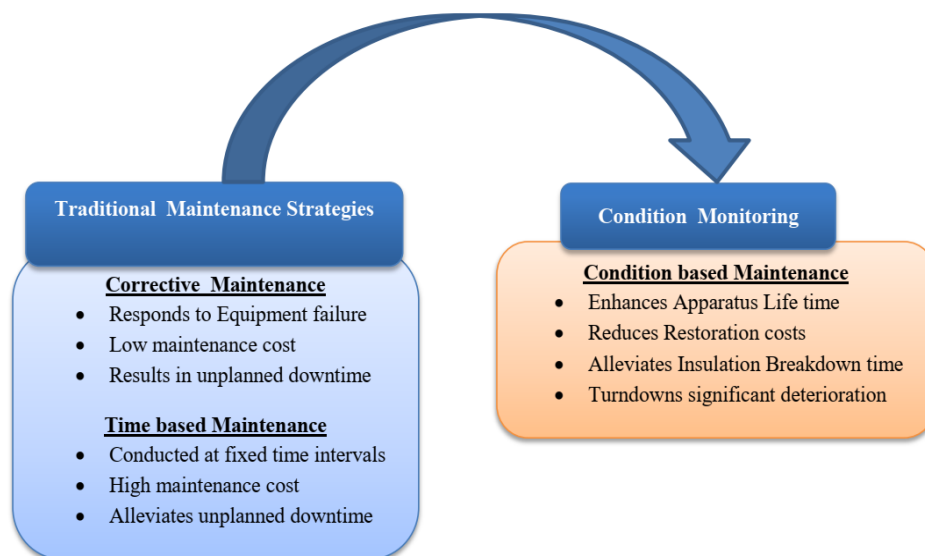 Traditional Maintenance Strategies
Corrective Maintenance
• Responds to Equipment failure
• Low maintenance cost
• Results in unplanned downtime
Time based Maintenance
• Conducted at fixed time intervals
• High maintenance cost
• Alleviates unplanned downtime
Condition Monitoring
Condition based Maintenance
• Enhances Apparatus Life time
• Reduces Restoration costs
• Alleviates Insulation Breakdown time
• Turndowns significant deterioration